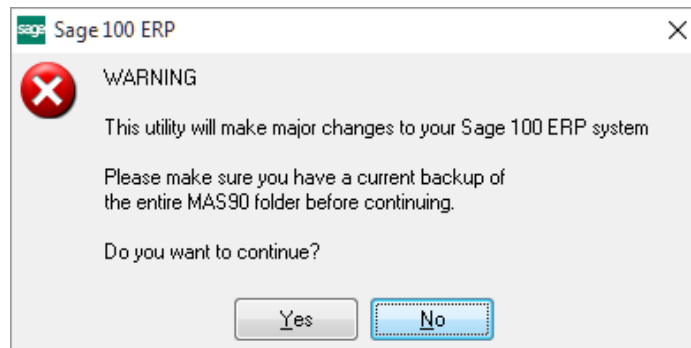 sage Sage 100 ERP
WARNING
This utility will make major changes to your Sage 100 ERP system
Please make sure you have a current backup of
the entire MAS90 folder before continuing.
Do you want to continue?
Yes No